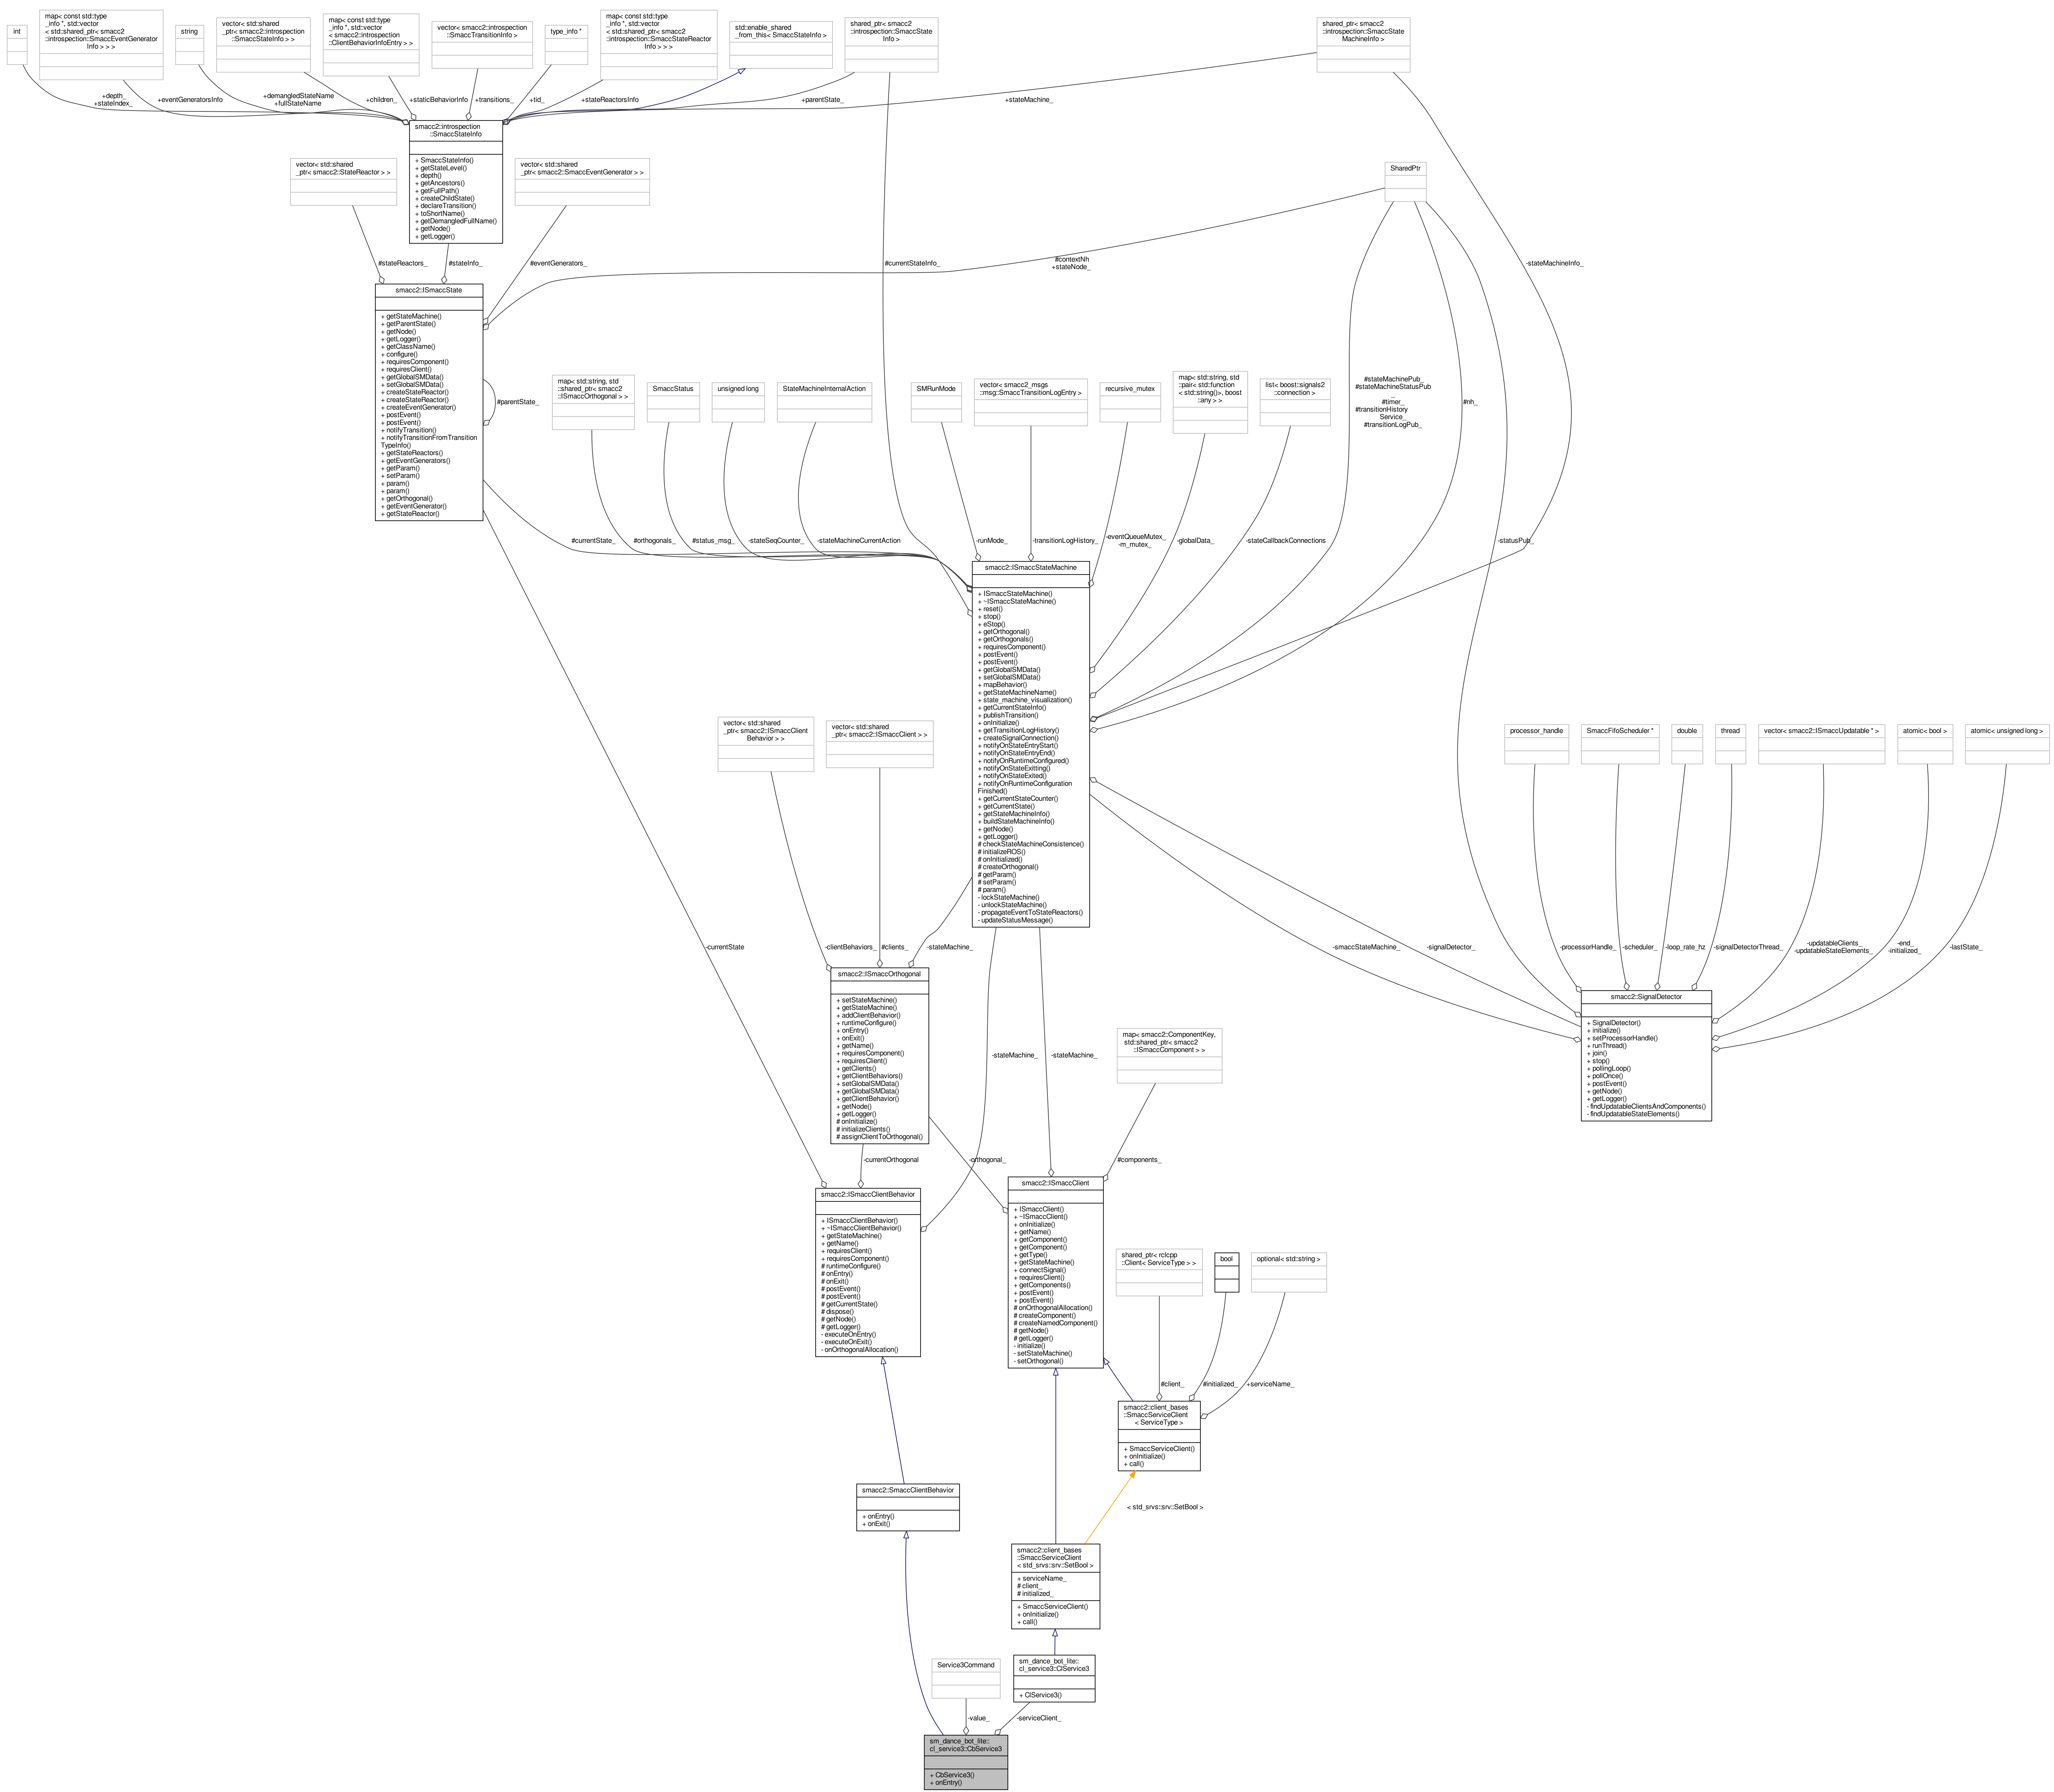 int
map< const std::type
_info *, std::vector
< std::shared_ptr< smacc2
::introspection::SmaccEventGenerator
Info > > >
string
vector< std::shared
_ptr< smacc2::introspection
::SmaccStateInfo > >
map< const std::type
_info *, std::vector
< smacc2::introspection
::ClientBehaviorInfoEntry > >
vector< smacc2::introspection
::SmaccTransitionInfo >
type_info *
map< const std::type
_info *, std::vector
< std::shared_ptr< smacc2
::introspection::SmaccStateReactor
Info > > >
std::enable_shared
_from_this< SmaccStateInfo >
shared_ptr< smacc2
::introspection::SmaccState
Info >
shared_ptr< smacc2
::introspection::SmaccState
MachineInfo >
+depth_
+stateIndex_
+eventGeneratorsInfo
+demangledStateName
+fullStateName
+children_
+staticBehaviorInfo
+transitions_
+tid_
+stateReactorsInfo
+parentState_
+stateMachine_
smacc2::introspection
::SmaccStateInfo
+ SmaccStateInfo()
+ getStateLevel()
+ depth()
+ getAncestors()
+ getFullPath()
+ createChildState()
+ declareTransition()
+ toShortName()
+ getDemangledFullName()
+ getNode()
+ getLogger()
vector< std::shared
_ptr< smacc2::StateReactor > >
vector< std::shared
_ptr< smacc2::SmaccEventGenerator > >
SharedPtr
#stateReactors_
#stateInfo_
#eventGenerators_
#currentStateInfo_
#contextNh
+stateNode_
-stateMachineInfo_
smacc2::ISmaccState
+ getStateMachine()
+ getParentState()
+ getNode()
+ getLogger()
+ getClassName()
+ configure()
+ requiresComponent()
+ requiresClient()
+ getGlobalSMData()
+ setGlobalSMData()
+ createStateReactor()
+ createStateReactor()
+ createEventGenerator()
+ postEvent()
+ postEvent()
+ notifyTransition()
+ notifyTransitionFromTransition
TypeInfo()
+ getStateReactors()
+ getEventGenerators()
+ getParam()
+ setParam()
+ param()
+ param()
+ getOrthogonal()
+ getEventGenerator()
+ getStateReactor()
#parentState_
map< std::string, std
::shared_ptr< smacc2
::ISmaccOrthogonal > >
SmaccStatus
unsigned long
StateMachineInternalAction
SMRunMode
vector< smacc2_msgs
::msg::SmaccTransitionLogEntry >
recursive_mutex
map< std::string, std
::pair< std::function
< std::string()>, boost
::any > >
list< boost::signals2
::connection >
#stateMachinePub_
#stateMachineStatusPub
_
#timer_
#transitionHistory
Service_
#transitionLogPub_
#nh_
#currentState_
#orthogonals_
#status_msg_
-stateSeqCounter_
-stateMachineCurrentAction
-runMode_
-transitionLogHistory_
-eventQueueMutex_
-m_mutex_
-globalData_
-stateCallbackConnections
-statusPub_
smacc2::ISmaccStateMachine
+ ISmaccStateMachine()
+ ~ISmaccStateMachine()
+ reset()
+ stop()
+ eStop()
+ getOrthogonal()
+ getOrthogonals()
+ requiresComponent()
+ postEvent()
+ postEvent()
+ getGlobalSMData()
+ setGlobalSMData()
+ mapBehavior()
+ getStateMachineName()
+ state_machine_visualization()
+ getCurrentStateInfo()
+ publishTransition()
+ onInitialize()
+ getTransitionLogHistory()
+ createSignalConnection()
+ notifyOnStateEntryStart()
+ notifyOnStateEntryEnd()
+ notifyOnRuntimeConfigured()
+ notifyOnStateExitting()
+ notifyOnStateExited()
+ notifyOnRuntimeConfiguration
Finished()
+ getCurrentStateCounter()
+ getCurrentState()
+ getStateMachineInfo()
+ buildStateMachineInfo()
+ getNode()
+ getLogger()
# checkStateMachineConsistence()
# initializeROS()
# onInitialized()
# createOrthogonal()
# getParam()
# setParam()
# param()
- lockStateMachine()
- unlockStateMachine()
- propagateEventToStateReactors()
- updateStatusMessage()
vector< std::shared
_ptr< smacc2::ISmaccClient
Behavior > >
vector< std::shared
_ptr< smacc2::ISmaccClient > >
processor_handle
SmaccFifoScheduler *
double
thread
vector< smacc2::ISmaccUpdatable * >
atomic< bool >
atomic< unsigned long >
-currentState
-clientBehaviors_
#clients_
-stateMachine_
-smaccStateMachine_
-signalDetector_
-processorHandle_
-scheduler_
-loop_rate_hz
-signalDetectorThread_
-updatableClients_
-updatableStateElements_
-end_
-initialized_
-lastState_
smacc2::ISmaccOrthogonal
+ setStateMachine()
+ getStateMachine()
+ addClientBehavior()
+ runtimeConfigure()
+ onEntry()
+ onExit()
+ getName()
+ requiresComponent()
+ requiresClient()
+ getClients()
+ getClientBehaviors()
+ setGlobalSMData()
+ getGlobalSMData()
+ getClientBehavior()
+ getNode()
+ getLogger()
# onInitialize()
# initializeClients()
# assignClientToOrthogonal()
smacc2::SignalDetector
+ SignalDetector()
+ initialize()
+ setProcessorHandle()
+ runThread()
+ join()
+ stop()
+ pollingLoop()
+ pollOnce()
+ postEvent()
+ getNode()
+ getLogger()
- findUpdatableClientsAndComponents()
- findUpdatableStateElements()
-stateMachine_
-stateMachine_
map< smacc2::ComponentKey,
std::shared_ptr< smacc2
::ISmaccComponent > >
-currentOrthogonal
-orthogonal_
#components_
smacc2::ISmaccClientBehavior
+ ISmaccClientBehavior()
+ ~ISmaccClientBehavior()
+ getStateMachine()
+ getName()
+ requiresClient()
+ requiresComponent()
# runtimeConfigure()
# onEntry()
# onExit()
# postEvent()
# postEvent()
# getCurrentState()
# dispose()
# getNode()
# getLogger()
- executeOnEntry()
- executeOnExit()
- onOrthogonalAllocation()
smacc2::ISmaccClient
+ ISmaccClient()
+ ~ISmaccClient()
+ onInitialize()
+ getName()
+ getComponent()
+ getComponent()
+ getType()
+ getStateMachine()
+ connectSignal()
+ requiresClient()
+ getComponents()
+ postEvent()
+ postEvent()
# onOrthogonalAllocation()
# createComponent()
# createNamedComponent()
# getNode()
# getLogger()
- initialize()
- setStateMachine()
- setOrthogonal()
shared_ptr< rclcpp
::Client< ServiceType > >
bool
optional< std::string >
#client_
#initialized_
+serviceName_
smacc2::client_bases
::SmaccServiceClient
< ServiceType >
+ SmaccServiceClient()
+ onInitialize()
+ call()
smacc2::SmaccClientBehavior
+ onEntry()
+ onExit()
< std_srvs::srv::SetBool >
smacc2::client_bases
::SmaccServiceClient
< std_srvs::srv::SetBool >
+ serviceName_
# client_
# initialized_
+ SmaccServiceClient()
+ onInitialize()
+ call()
Service3Command
sm_dance_bot_lite::
cl_service3::ClService3
+ ClService3()
-value_
-serviceClient_
sm_dance_bot_lite::
cl_service3::CbService3
+ CbService3()
+ onEntry()